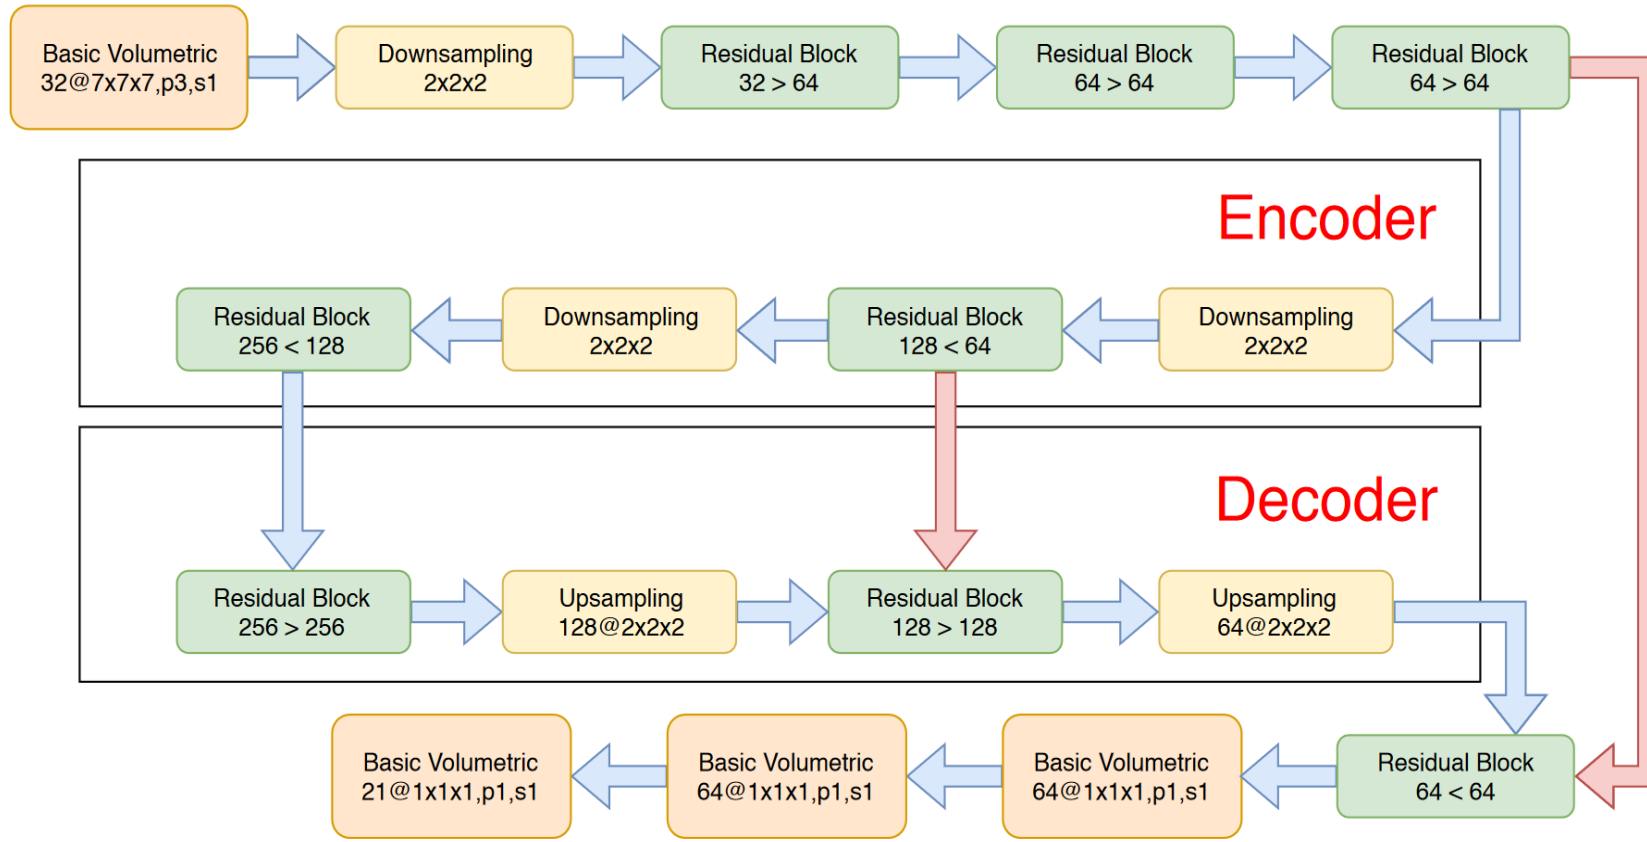 Basic Volumetric
32@7x7x7,p3,s1
Downsampling
2x2x2
Residual Block
32 > 64
Residual Block
64 > 64
Residual Block
64 > 64
Encoder
Residual Block
256 < 128
Downsampling
2x2x2
Residual Block
128 < 64
Downsampling
2x2x2
Decoder
Residual Block
256 > 256
Upsampling
128@2x2x2
Residual Block
128 > 128
Upsampling
64@2x2x2
Basic Volumetric
21@1x1x1,p1,s1
Basic Volumetric
64@1x1x1,p1,s1
Basic Volumetric
64@1x1x1,p1,s1
Residual Block
64 < 64